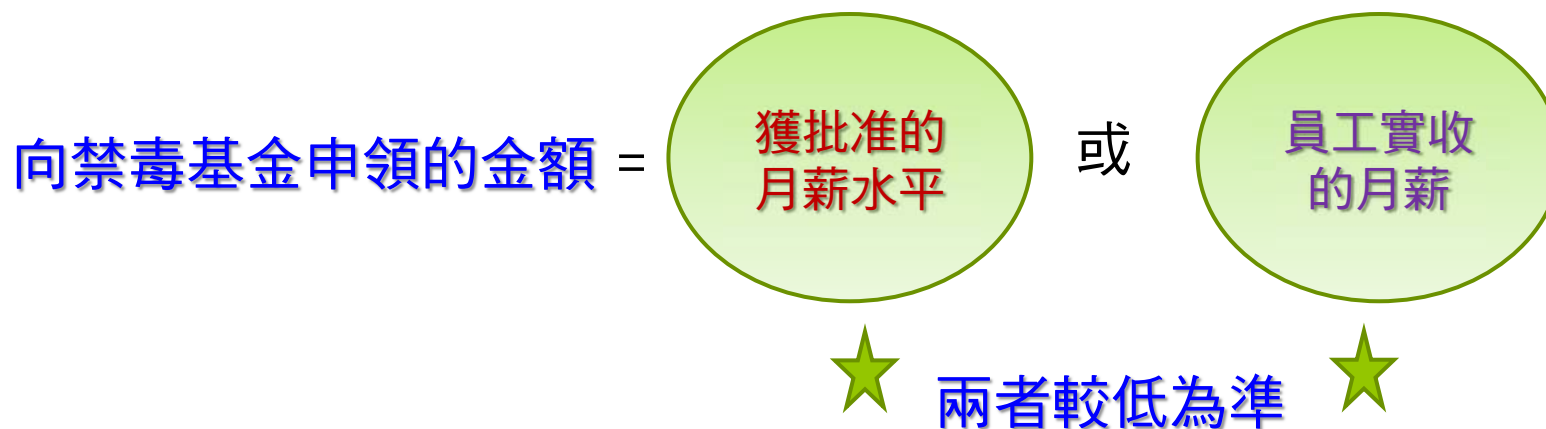 向禁毒基金申領的金額 =
獲批准的
月薪水平
或
員工實收
的月薪
兩者較低為準